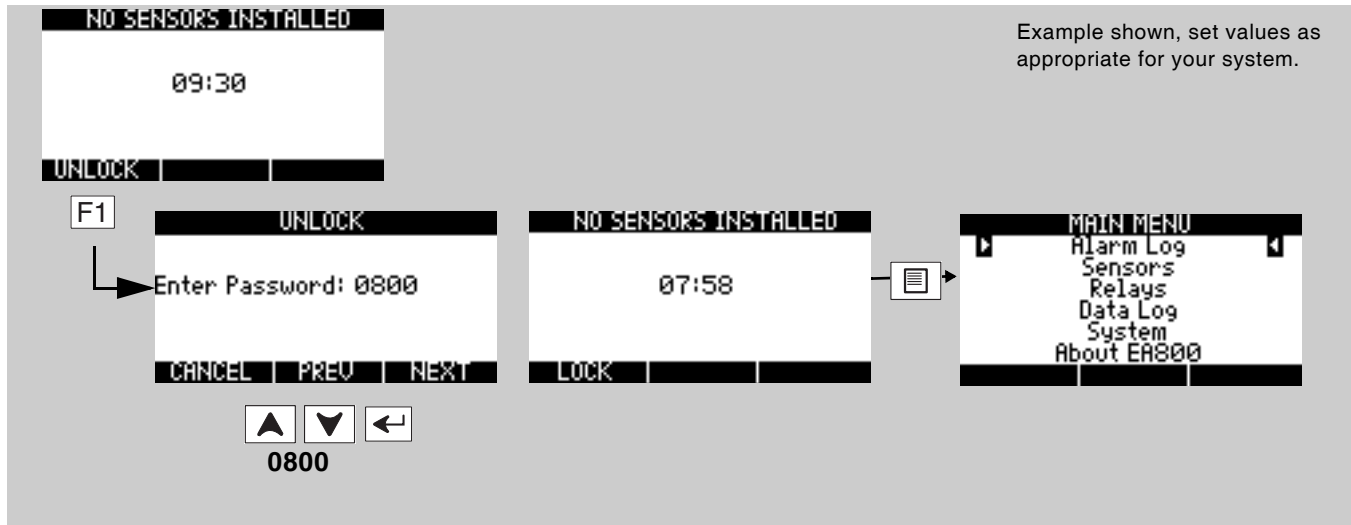 NO SENSORS INSTALLED
09:30
UNLOCK
Example shown, set values as
appropriate for your system.
F1
UNLOCK
Enter Password: 0800
CANCEL | PREV | NEXT
0800
NO SENSORS INSTALLED
07:58
LOCK
MAIN MENU
Alarm Log
Sensors
Relays
Data Log
System
About EA800